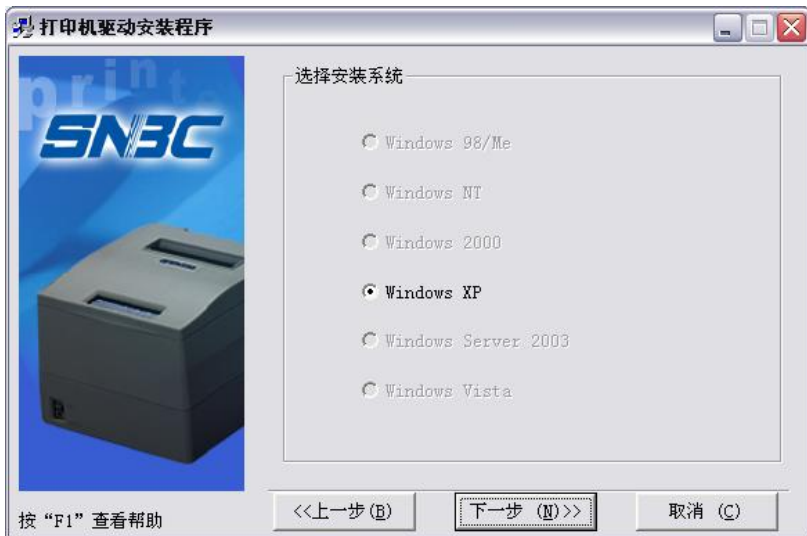 打印机驱动安装程序
printe
SNBC
选择安装系统
Windows 98/Me
Windows NT
Windows 2000
Windows XP
Windows Server 2003
Windows Vista
按“F1”查看帮助
<<上一步(B)
下一步 (N)>>
取消 (C)